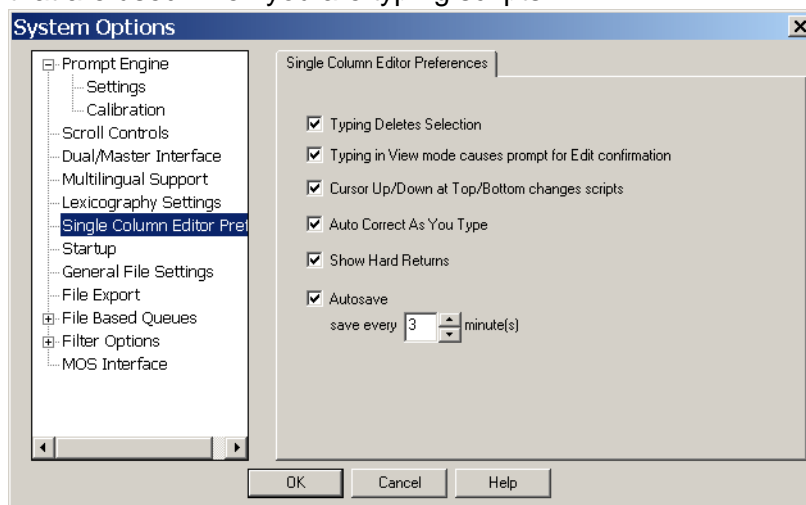 System Options
Prompt Engine
Settings
Calibration
Scroll Controls
Dual/Master Interface
Multilingual Support
Lexicography Settings
Single Column Editor Pref
Startup
General File Settings
File Export
File Based Queues
Filter Options
MOS Interface
Single Column Editor Preferences
Typing Deletes Selection
Typing in View mode causes prompt for Edit confirmation
Cursor Up/Down at Top/Bottom changes scripts
Auto Correct As You Type
Show Hard Returns
Autosave
save every 3 minute(s)
OK Cancel Help